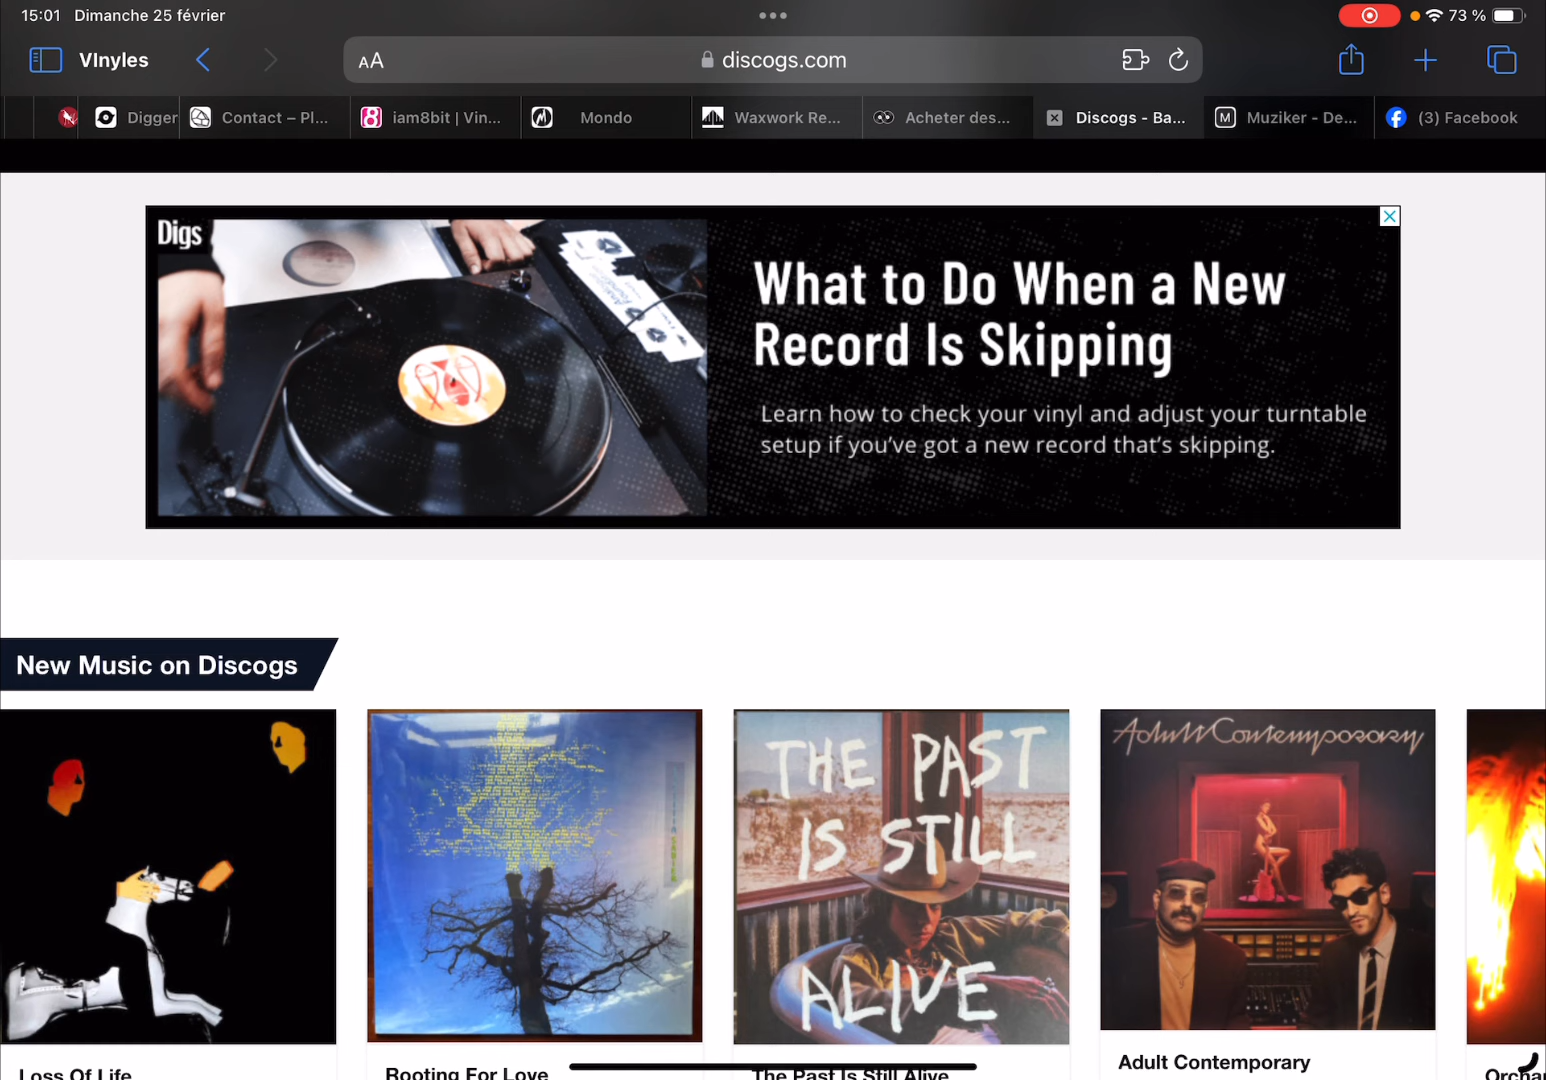 15:01 Dimanche 25 février
73 %
VInyles
AA
discogs.com
Digger
Contact – Pl...
iam8bit | Vin...
Mondo
Waxwork Re...
Acheter des...
Discogs - Ba...
Muziker - De...
(3) Facebook
Digs
What to Do When a New
Record Is Skipping
Learn how to check your vinyl and adjust your turntable
setup if you've got a new record that's skipping.
New Music on Discogs
THE PAST
IS STILL
ALIVE
Adult Contemporary
Loss Of Life
Rooting For Love
The Past Is Still Alive
Adult Contemporary